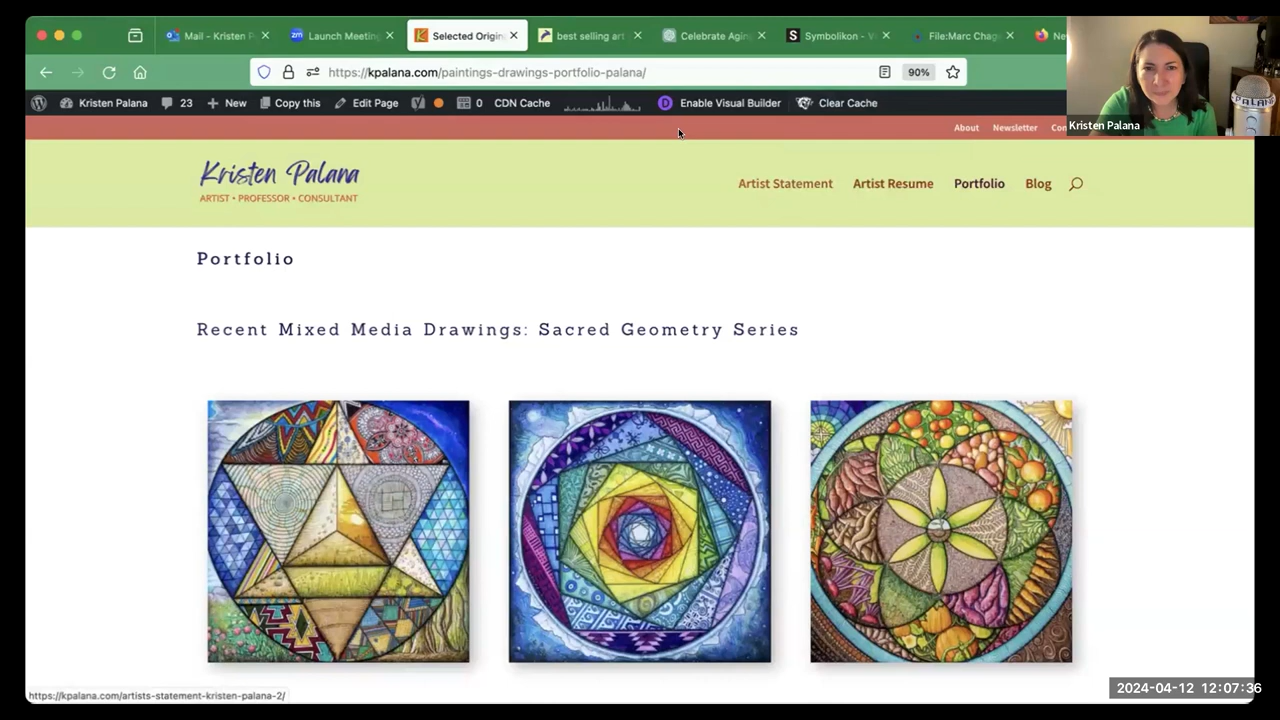 Mail - Kristen P
Launch Meeting
Selected Origin
best selling art
Celebrate Aging
Symbolikon - V
File:Marc Chag
Ne
https://kpalana.com/paintings-drawings-portfolio-palana/
90%
Kristen Palana
23
New
Copy this
Edit Page
0
CDN Cache
Enable Visual Builder
Clear Cache
About
Newsletter
Con
Kristen Palana
PALANA
Kristen Palana
ARTIST • PROFESSOR • CONSULTANT
Artist Statement
Artist Resume
Portfolio
Blog
Portfolio
Recent Mixed Media Drawings: Sacred Geometry Series
https://kpalana.com/artists-statement-kristen-palana-2/
2024-04-12 12:07:36